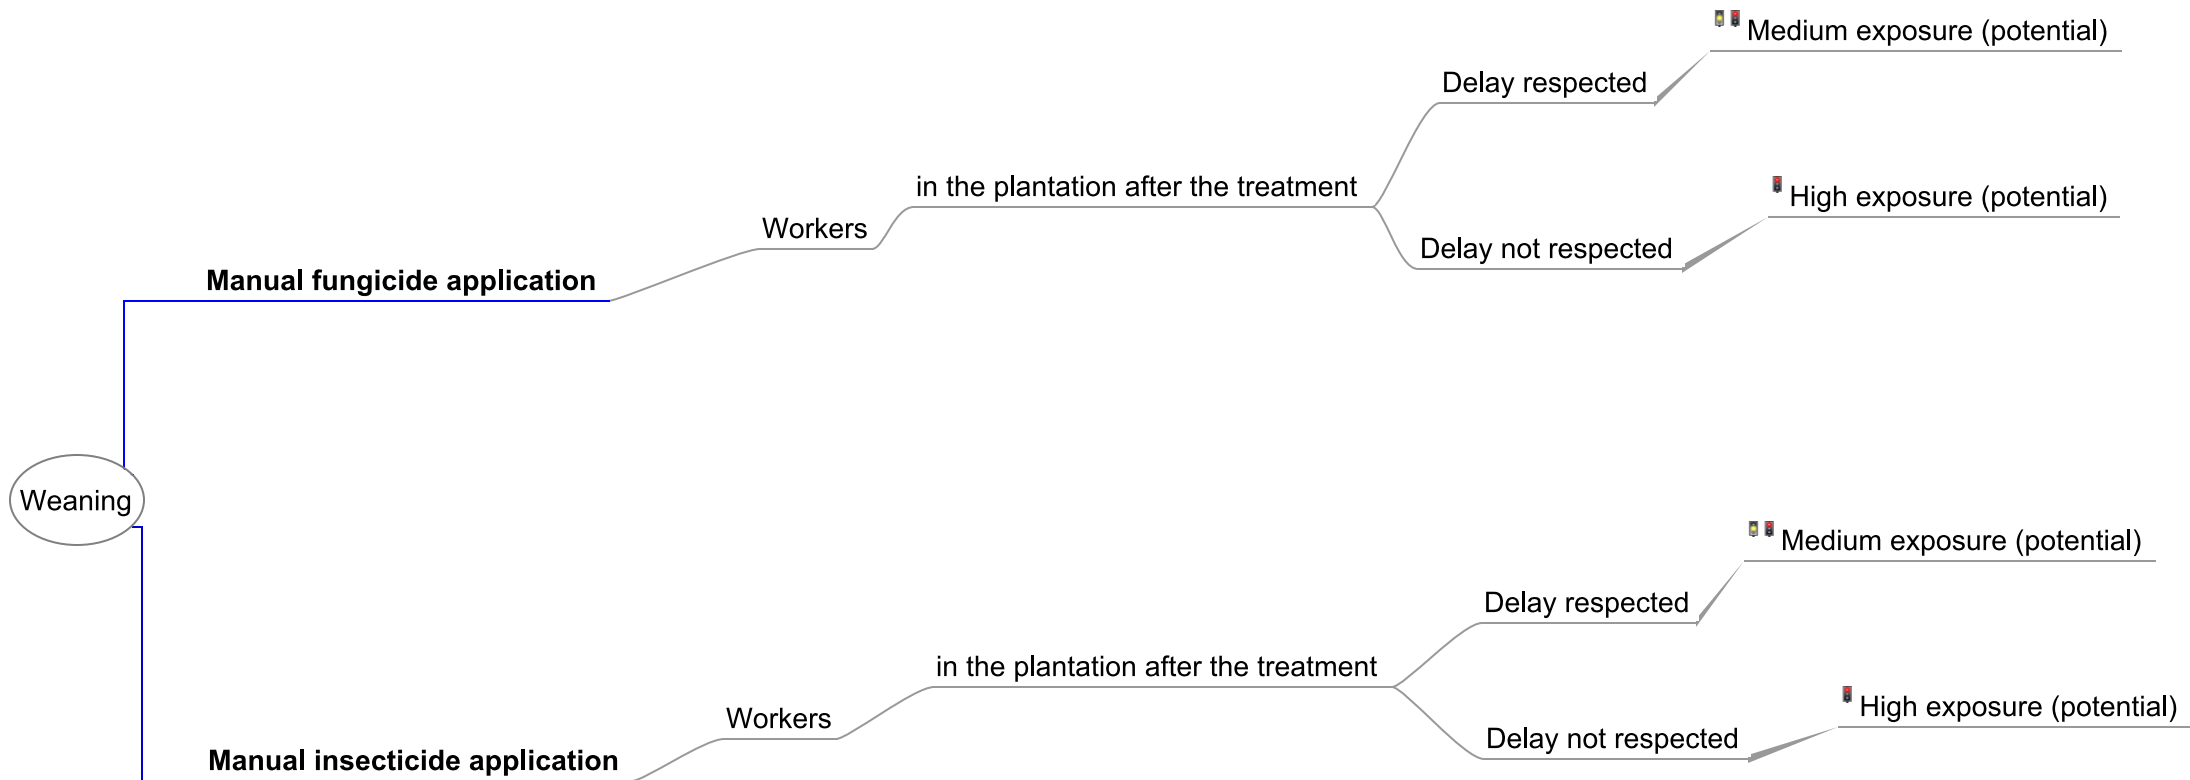 Medium exposure (potential)
Delay respected
High exposure (potential)
in the plantation after the treatment
Delay not respected
Workers
Manual fungicide application
Weaning
Medium exposure (potential)
Delay respected
in the plantation after the treatment
High exposure (potential)
Workers
Delay not respected
Manual insecticide application